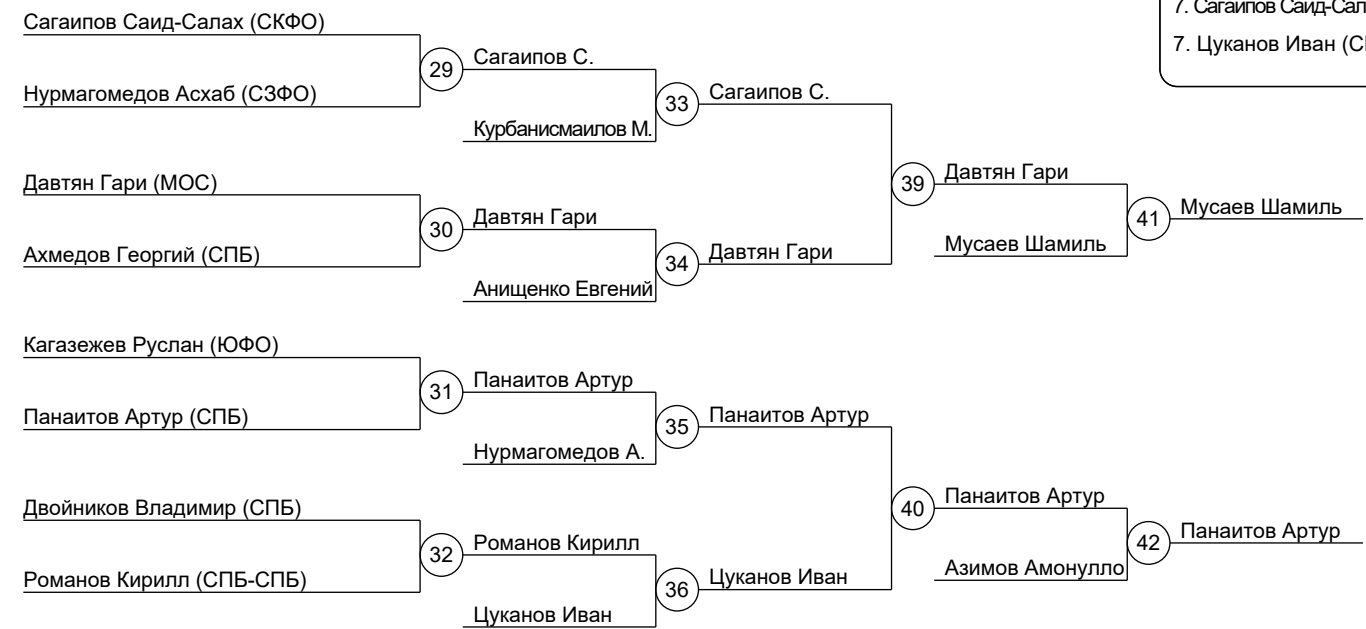 7. Сагаипов Саид-Сал
7. Цуканов Иван (С
Сагаипов Саид-Салах (СКФО)
29
Сагаипов С.
Нурмагомедов Асхаб (СЗФО)
33
Сагаипов С.
Курбанисмаилов М.
Давтян Гари (МОС)
39
Давтян Гари
30
Давтян Гари
41
Мусаев Шамиль
Ахмедов Георгий (СПБ)
34
Давтян Гари
Мусаев Шамиль
Анищенко Евгений
Кагазежев Руслан (ЮФО)
31
Панаитов Артур
Панаитов Артур (СПБ)
35
Панаитов Артур
Нурмагомедов А.
Двойников Владимир (СПБ)
40
Панаитов Артур
32
Романов Кирилл
42
Панаитов Артур
Романов Кирилл (СПБ-СПБ)
36
Цуканов Иван
Азимов Амонулло
Цуканов Иван